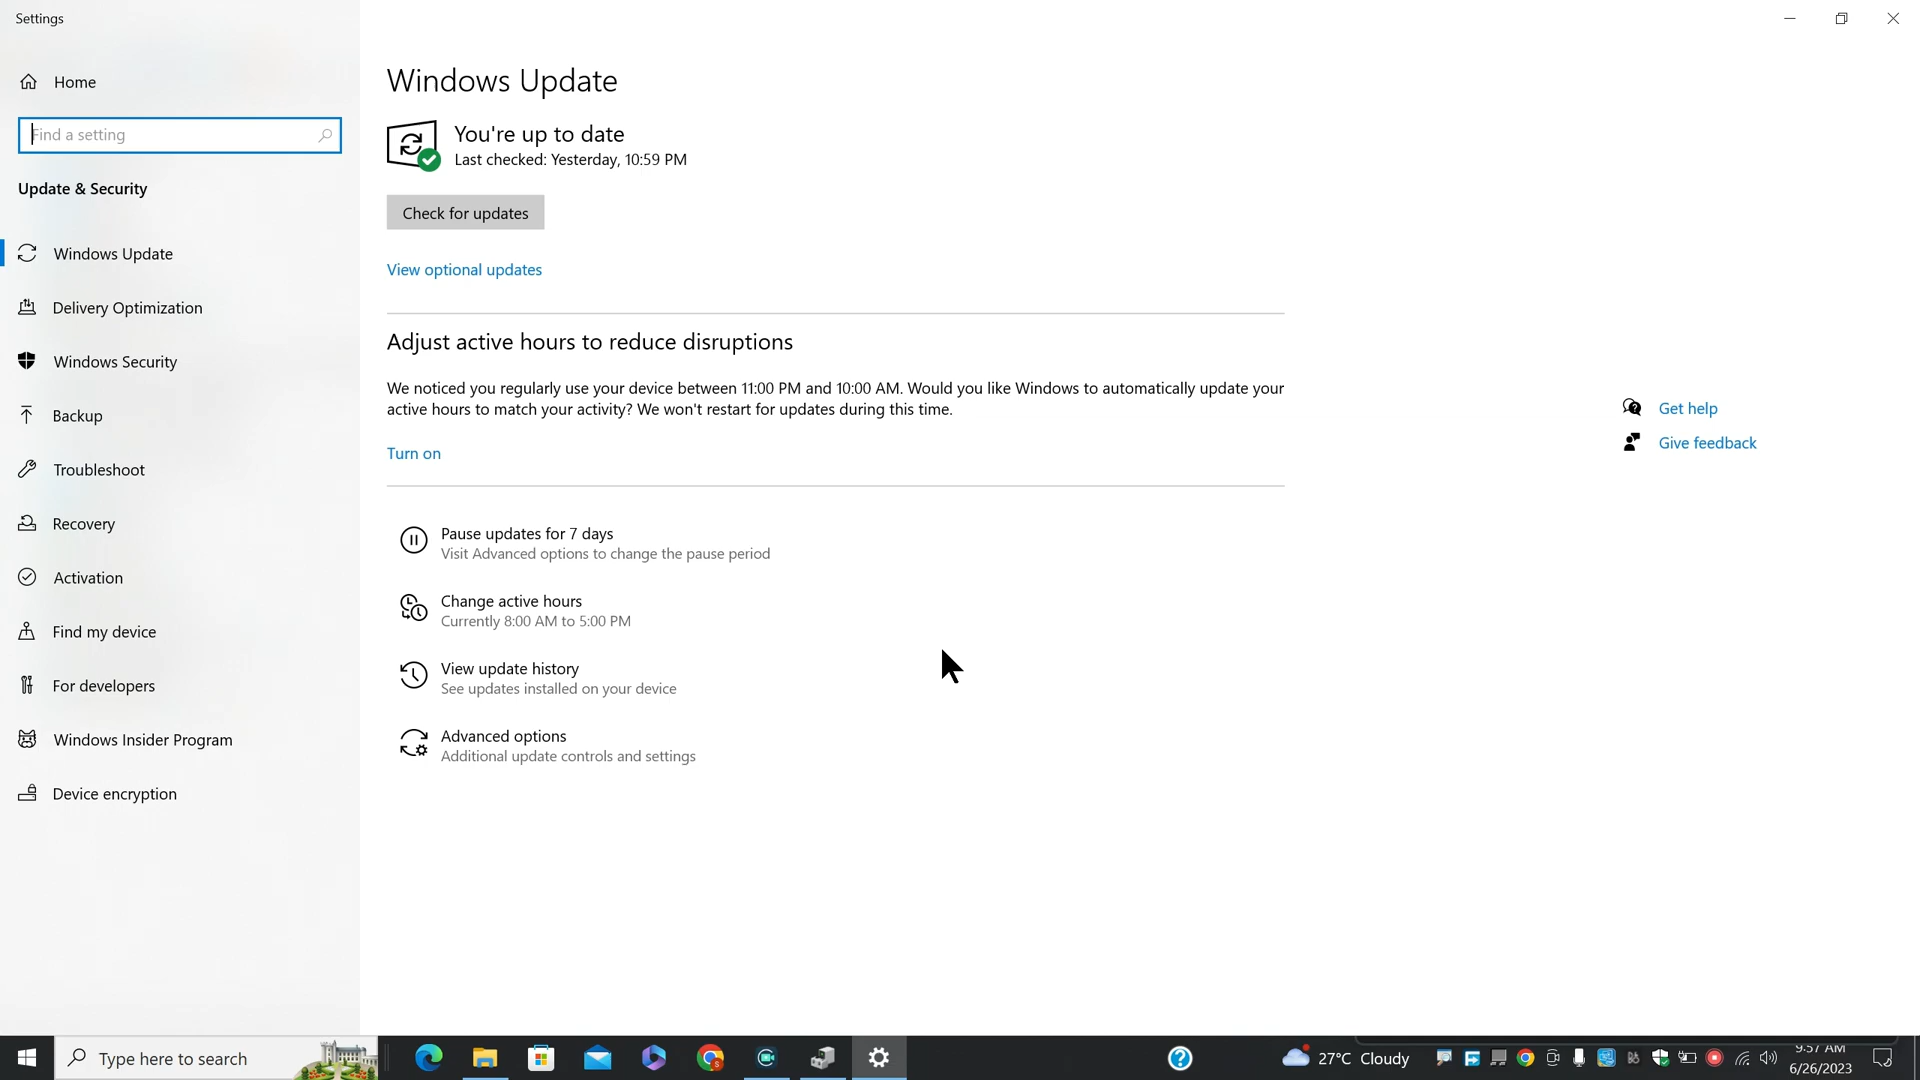 Settings
Home
Find a setting
Update & Security
Windows Update
Delivery Optimization
Windows Security
Backup
Troubleshoot
Recovery
Activation
Find my device
For developers
Windows Insider Program
Device encryption
Windows Update
You're up to date
Last checked: Yesterday, 10:59 PM
Check for updates
View optional updates
Adjust active hours to reduce disruptions
We noticed you regularly use your device between 11:00 PM and 10:00 AM. Would you like Windows to automatically update your
active hours to match your activity? We won't restart for updates during this time.
Turn on
Pause updates for 7 days
Visit Advanced options to change the pause period
Change active hours
Currently 8:00 AM to 5:00 PM
View update history
See updates installed on your device
Advanced options
Additional update controls and settings
Get help
Give feedback
Type here to search
27°C Cloudy
9:57 AM
6/26/2023